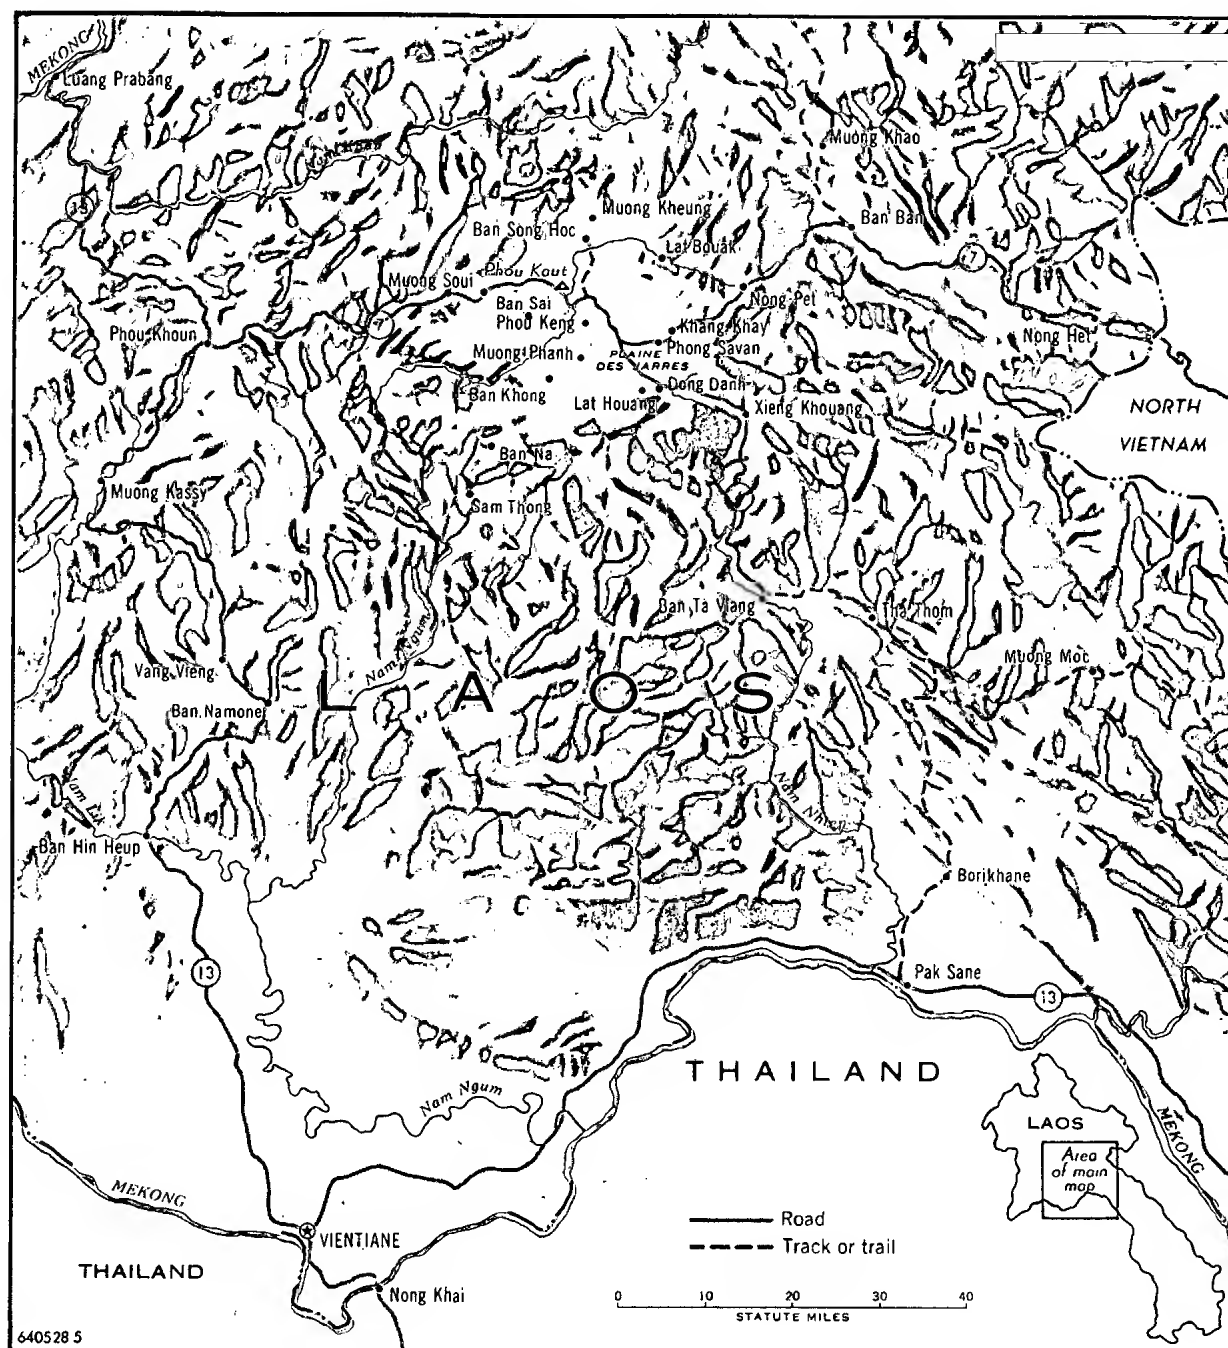 MEKONG
Luang Prabang
Muong Khao
13
Muong Kheung
Ban Song Hoc
Ban Ban
Lat Bouak
7
Muong Soui
Phou Kout
Nong Pet
Ban Sai
Phou Keng
Khang Khay
Phou Khoun
7
Nong Het
Muong Phanh
PLAINE
DES JARRES
Phong Savan
Ban Khong
Dong Danh
Lat Houang
Xieng Khouang
NORTH
VIETNAM
Ban Na
Muong Kassy
Sam Thong
Ban Ta Viang
Tha Thom
Nam Ngum
Vang Vieng
Muong Moc
LAOS
Ban Namone
Nam Lik
Nam Nhiep
Ban Hin Heup
Borikhane
13
Pak Sane
13
THAILAND
Nam Ngum
LAOS
Area
of main
map
MEKONG
MEKONG
Road
VIENTIANE
Track or trail
THAILAND
Nong Khai
0 10 20 30 40
STATUTE MILES
640528 5